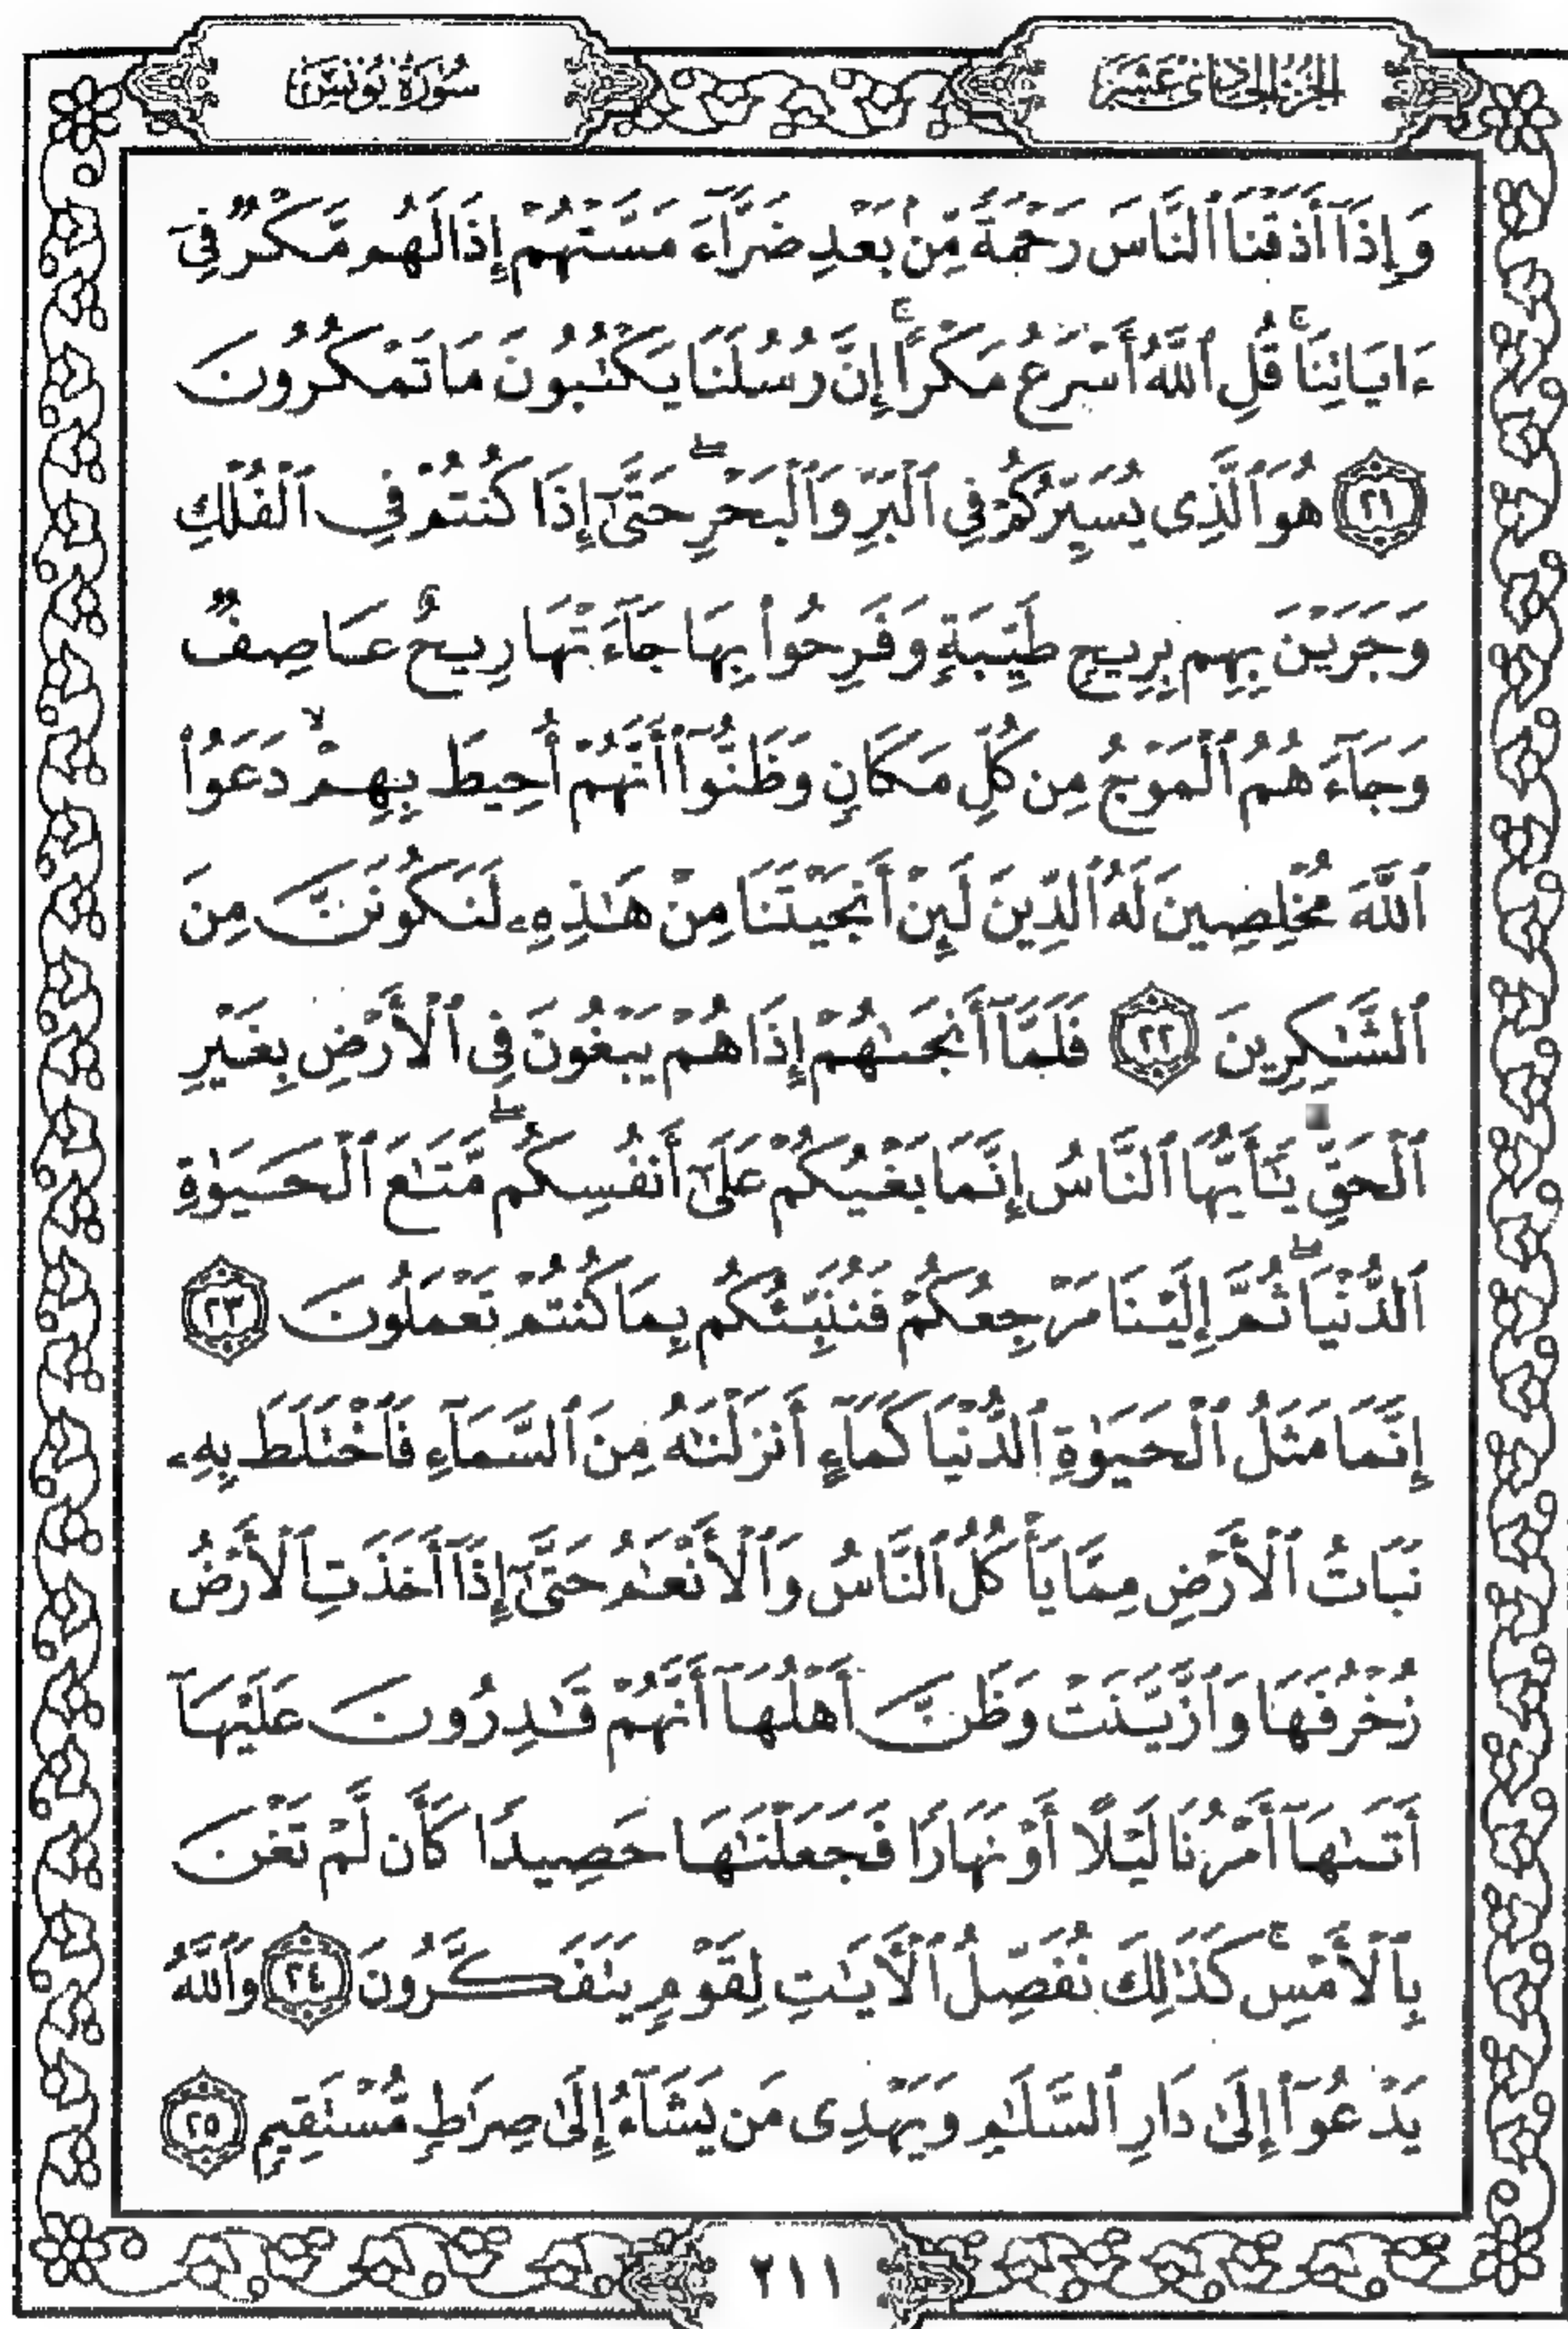 الجزء الحادي عشر
سورة يونس
وَإِذَآ أَذَقْنَا ٱلنَّاسَ رَحْمَةً مِّنۢ بَعْدِ ضَرَّآءَ مَسَّتْهُمْ إِذَا لَهُم مَّكْرٌ فِىٓ
ءَايَاتِنَا ۚ قُلِ ٱللَّهُ أَسْرَعُ مَكْرًا ۚ إِنَّ رُسُلَنَا يَكْتُبُونَ مَا تَمْكُرُونَ
٢١ هُوَ ٱلَّذِى يُسَيِّرُكُمْ فِى ٱلْبَرِّ وَٱلْبَحْرِ ۖ حَتَّىٰٓ إِذَا كُنتُمْ فِى ٱلْفُلْكِ
وَجَرَيْنَ بِهِم بِرِيحٍ طَيِّبَةٍ وَفَرِحُوا۟ بِهَا جَآءَتْهَا رِيحٌ عَاصِفٌ
وَجَآءَهُمُ ٱلْمَوْجُ مِن كُلِّ مَكَانٍ وَظَنُّوٓا۟ أَنَّهُمْ أُحِيطَ بِهِمْ ۙ دَعَوُا۟
ٱللَّهَ مُخْلِصِينَ لَهُ ٱلدِّينَ لَئِنْ أَنجَيْتَنَا مِنْ هَـٰذِهِۦ لَنَكُونَنَّ مِنَ
ٱلشَّـٰكِرِينَ ٢٢ فَلَمَّآ أَنجَىٰهُمْ إِذَا هُمْ يَبْغُونَ فِى ٱلْأَرْضِ بِغَيْرِ
ٱلْحَقِّ يَـٰٓأَيُّهَا ٱلنَّاسُ إِنَّمَا بَغْيُكُمْ عَلَىٰٓ أَنفُسِكُم ۖ مَّتَـٰعَ ٱلْحَيَوٰةِ
ٱلدُّنْيَا ۖ ثُمَّ إِلَيْنَا مَرْجِعُكُمْ فَنُنَبِّئُكُم بِمَا كُنتُمْ تَعْمَلُونَ ٢٣
إِنَّمَا مَثَلُ ٱلْحَيَوٰةِ ٱلدُّنْيَا كَمَآءٍ أَنزَلْنَـٰهُ مِنَ ٱلسَّمَآءِ فَٱخْتَلَطَ بِهِۦ
نَبَاتُ ٱلْأَرْضِ مِمَّا يَأْكُلُ ٱلنَّاسُ وَٱلْأَنْعَـٰمُ حَتَّىٰٓ إِذَآ أَخَذَتِ ٱلْأَرْضُ
زُخْرُفَهَا وَٱزَّيَّنَتْ وَظَنَّ أَهْلُهَآ أَنَّهُمْ قَـٰدِرُونَ عَلَيْهَآ
أَتَىٰهَآ أَمْرُنَا لَيْلًا أَوْ نَهَارًا فَجَعَلْنَـٰهَا حَصِيدًا كَأَن لَّمْ تَغْنَ
بِٱلْأَمْسِ ۚ كَذَٰلِكَ نُفَصِّلُ ٱلْـَٔايَـٰتِ لِقَوْمٍ يَتَفَكَّرُونَ ٢٤ وَٱللَّهُ
يَدْعُوٓا۟ إِلَىٰ دَارِ ٱلسَّلَـٰمِ وَيَهْدِى مَن يَشَآءُ إِلَىٰ صِرَٰطٍ مُّسْتَقِيمٍ ٢٥
٢١١